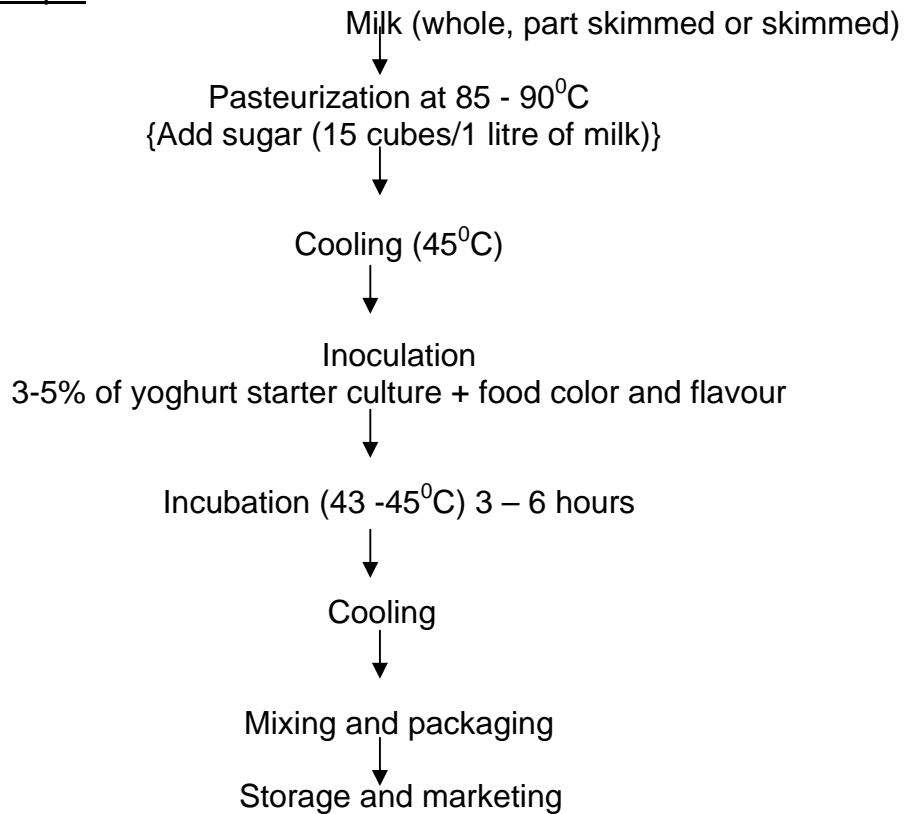 Milk (whole, part skimmed or skimmed)
Pasteurization at 85 - 90⁰C
{Add sugar (15 cubes/1 litre of milk)}
Cooling (45⁰C)
Inoculation
3-5% of yoghurt starter culture + food color and flavour
Incubation (43 -45⁰C) 3 – 6 hours
Cooling
Mixing and packaging
Storage and marketing